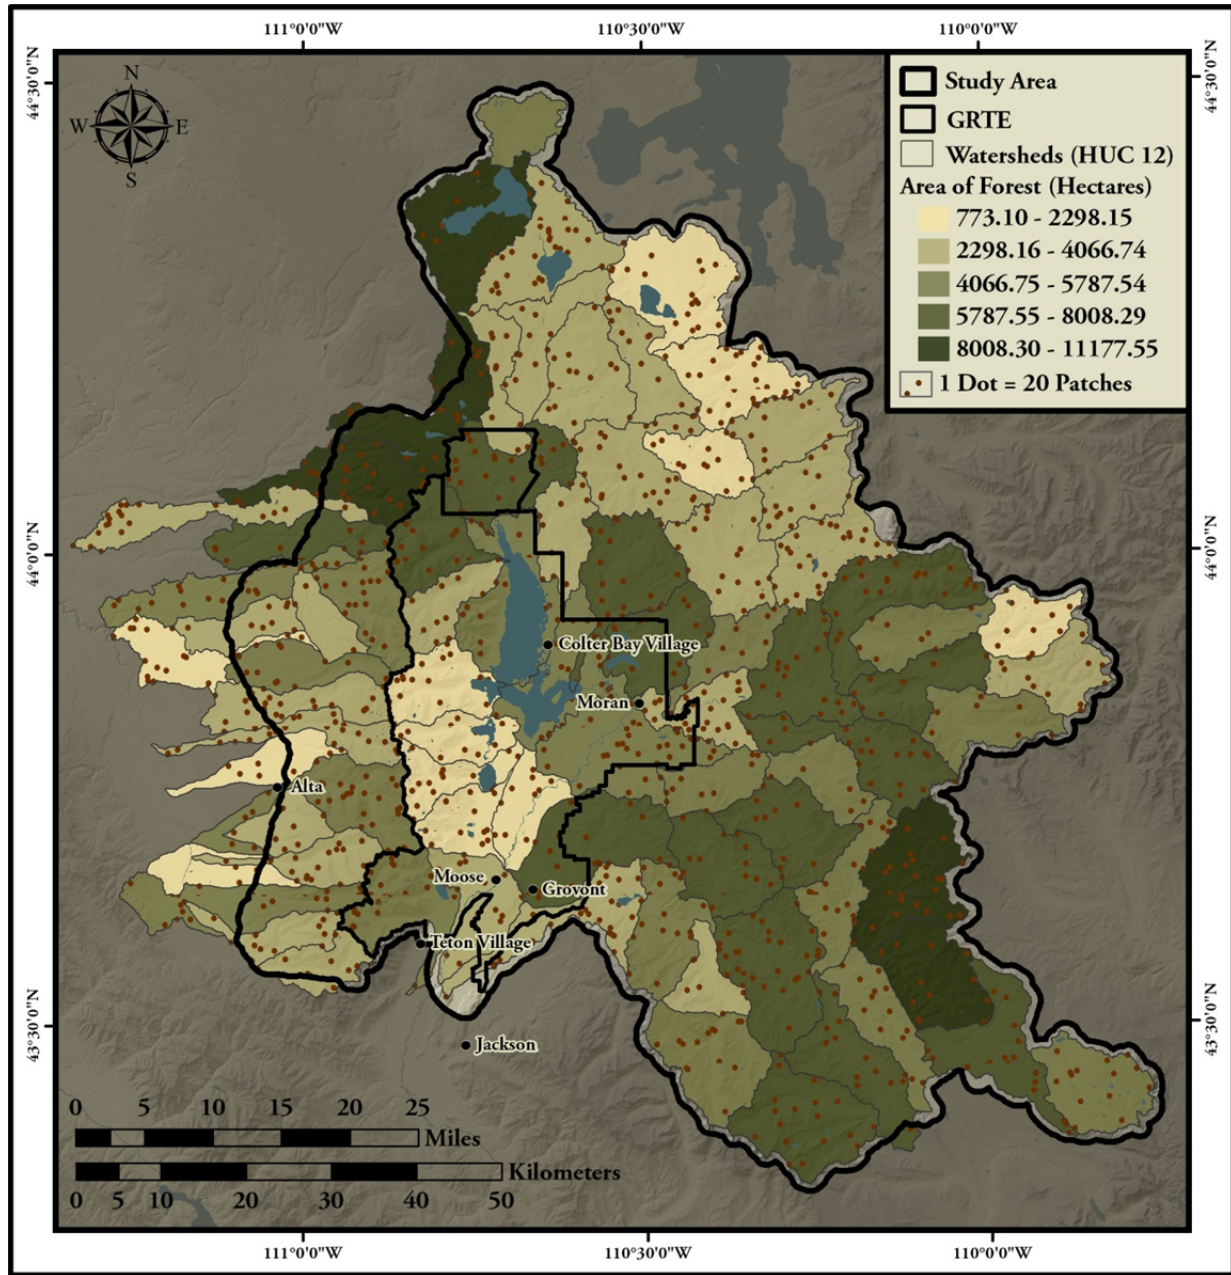 111°0'0"W 110°30'0"W 110°0'0"W
44°30'0"N 44°30'0"N
N
W E
S
Study Area
GRTE
Watersheds (HUC 12)
Area of Forest (Hectares)
773.10 - 2298.15
2298.16 - 4066.74
4066.75 - 5787.54
5787.55 - 8008.29
8008.30 - 11177.55
1 Dot = 20 Patches
44°0'0"N 44°0'0"N
Colter Bay Village
Moran
Alta
Moose
Grovont
Teton Village
43°30'0"N 43°30'0"N
Jackson
0 5 10 15 20 25
Miles
Kilometers
0 5 10 20 30 40 50
111°0'0"W 110°30'0"W 110°0'0"W